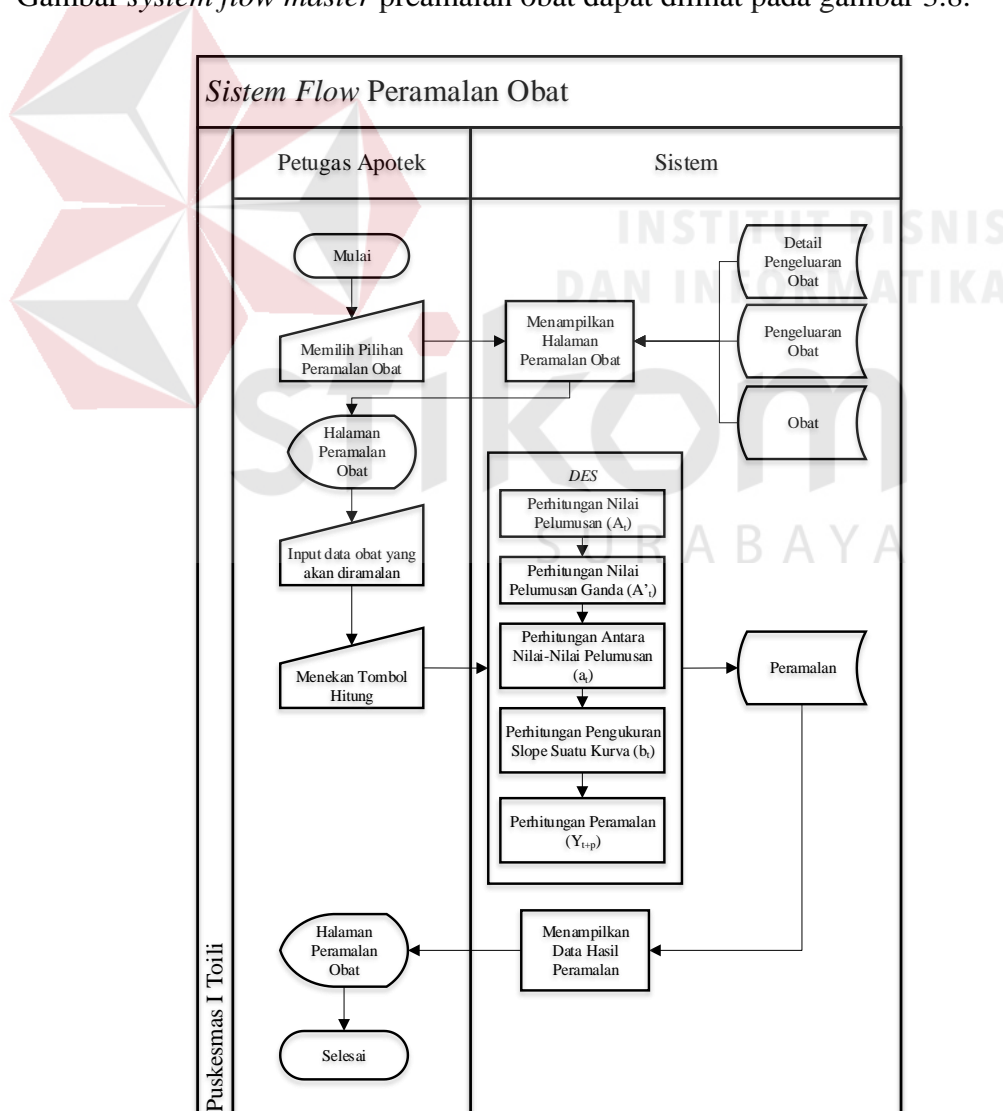 Gambar system flow master preamalan obat dapat dilihat pada gambar 3.8.
Sistem Flow Peramalan Obat
Petugas Apotek
Sistem
INSTITUT BISNIS
DAN INFORMATIKA
stikom
SURABAYA
Mulai
Detail
Pengeluaran
Obat
Memilih Pilihan
Peramalan Obat
Menampilkan
Halaman
Peramalan Obat
Pengeluaran
Obat
Obat
Halaman
Peramalan
Obat
DES
Perhitungan Nilai
Pelumusan (At)
Input data obat yang
akan diramalan
Perhitungan Nilai
Pelumusan Ganda (A’t)
Perhitungan Antara
Nilai-Nilai Pelumusan
(at)
Menekan Tombol
Hitung
Peramalan
Perhitungan Pengukuran
Slope Suatu Kurva (bt)
Perhitungan Peramalan
(Yt+p)
Halaman
Peramalan
Obat
Menampilkan
Data Hasil
Peramalan
Selesai
Puskesmas I Toili